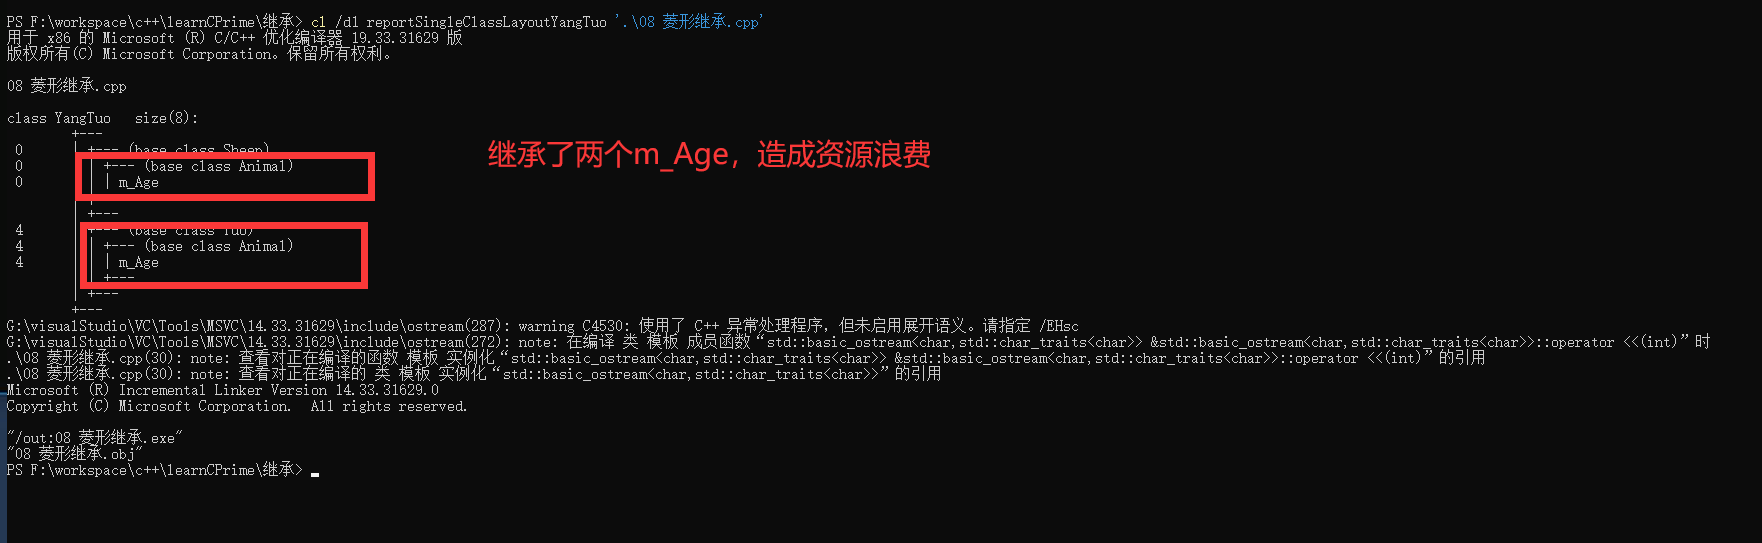 PS F:\workspace\c++\learnCPrime\继承> cl /d1 reportSingleClassLayoutYangTuo '.\08 菱形继承.cpp'
用于 x86 的 Microsoft (R) C/C++ 优化编译器 19.33.31629 版
版权所有(C) Microsoft Corporation。保留所有权利。
08 菱形继承.cpp
class YangTuo   size(8):
        +---
 0      | +--- (base class Sheep)
 0      | | +--- (base class Animal)
 0      | | | m_Age
        | +---
 4      | +--- (base class Tuo)
 4      | | +--- (base class Animal)
 4      | | | m_Age
        | | +---
        | +---
        +---
继承了两个m_Age，造成资源浪费
G:\visualStudio\VC\Tools\MSVC\14.33.31629\include\ostream(287): warning C4530: 使用了 C++ 异常处理程序，但未启用展开语义。请指定 /EHsc
G:\visualStudio\VC\Tools\MSVC\14.33.31629\include\ostream(272): note: 在编译 类 模板 成员函数“std::basic_ostream<char,std::char_traits<char>> &std::basic_ostream<char,std::char_traits<char>>::operator <<(int)”时
.\08 菱形继承.cpp(30): note: 查看对正在编译的函数 模板 实例化“std::basic_ostream<char,std::char_traits<char>> &std::basic_ostream<char,std::char_traits<char>>::operator <<(int)”的引用
.\08 菱形继承.cpp(30): note: 查看对正在编译的 类 模板 实例化“std::basic_ostream<char,std::char_traits<char>>”的引用
Microsoft (R) Incremental Linker Version 14.33.31629.0
Copyright (C) Microsoft Corporation.  All rights reserved.
"/out:08 菱形继承.exe"
"08 菱形继承.obj"
PS F:\workspace\c++\learnCPrime\继承>